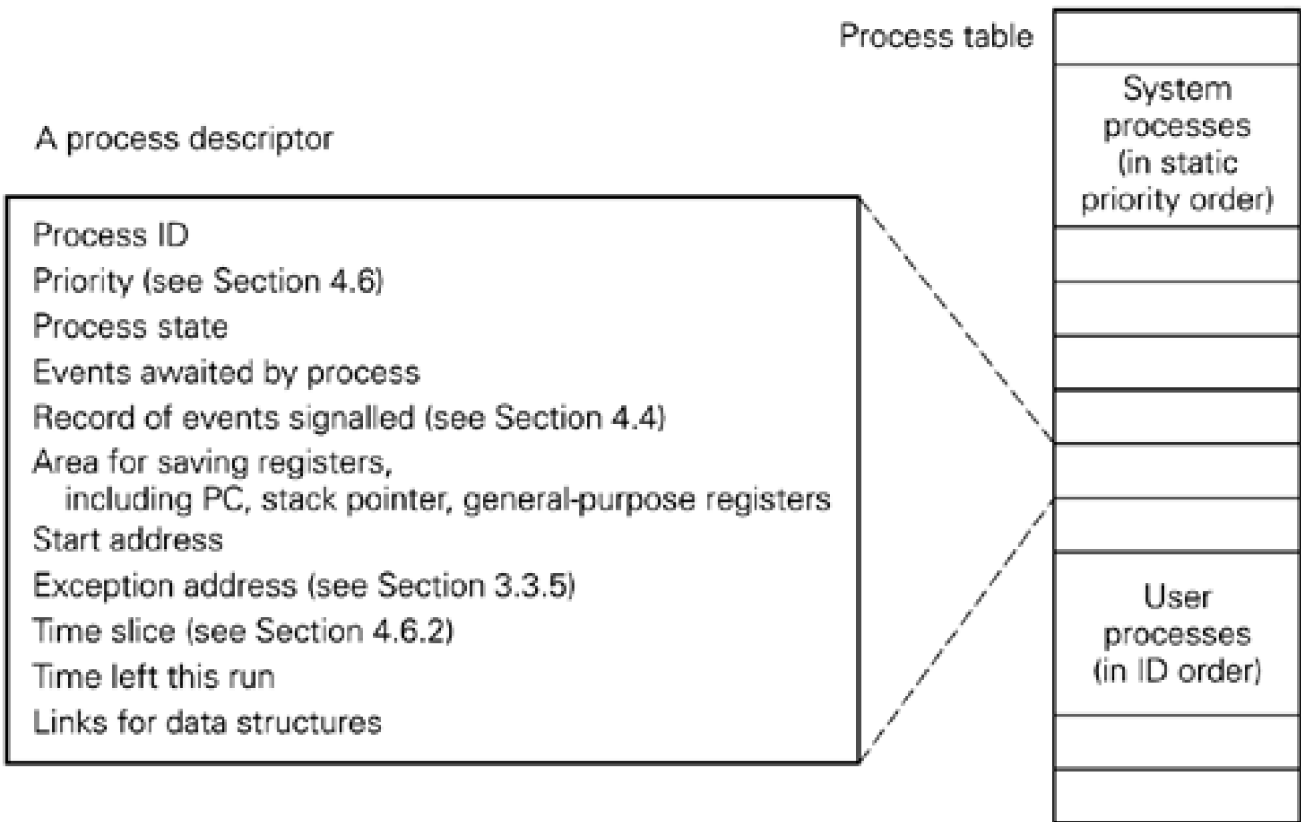 Process table
System
processes
(in static
priority order)
A process descriptor
Process ID
Priority (see Section 4.6)
Process state
Events awaited by process
Record of events signalled (see Section 4.4)
Area for saving registers,
including PC, stack pointer, general-purpose registers
Start address
Exception address (see Section 3.3.5)
Time slice (see Section 4.6.2)
Time left this run
Links for data structures
User
processes
(in ID order)